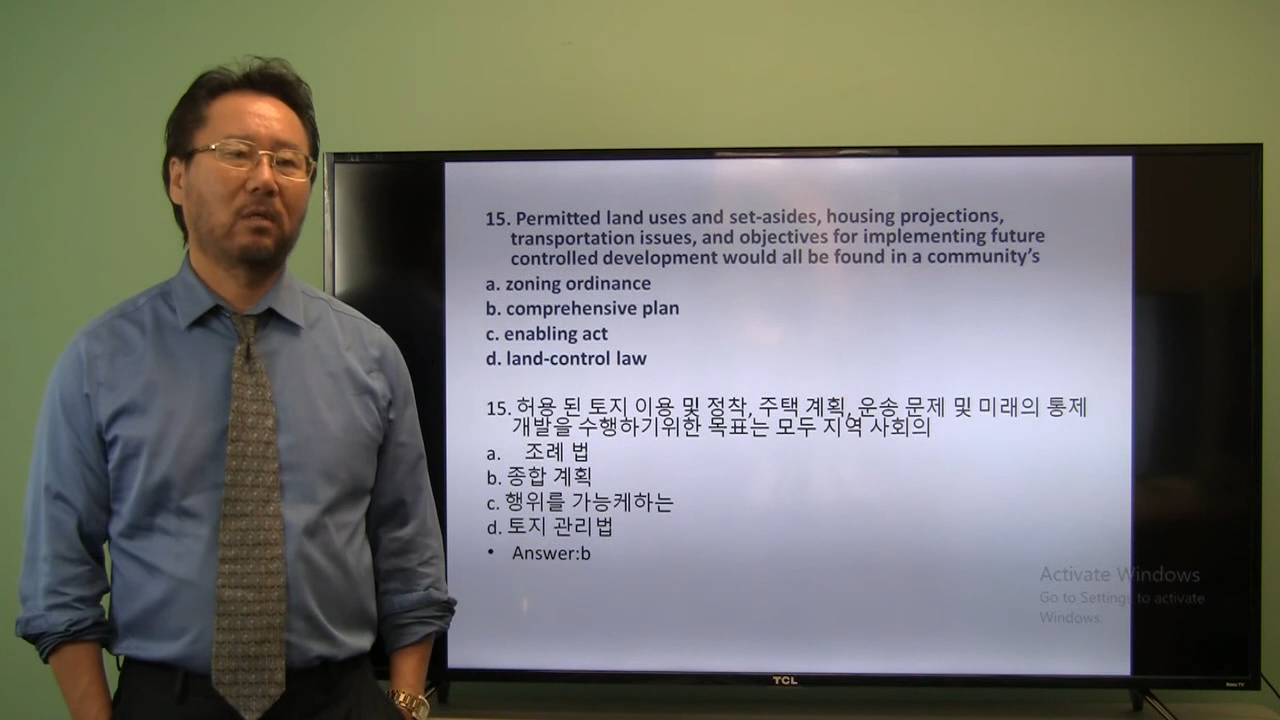 15. Permitted land uses and set-asides, housing projections,
transportation issues, and objectives for implementing future
controlled development would all be found in a community's
a. zoning ordinance
b. comprehensive plan
c. enabling act
d. land-control law
15. 허용 된 토지 이용 및 정착, 주택 계획, 운송 문제 및 미래의 통제
개발을 수행하기위한 목표는 모두 지역 사회의
a. 조례 법
b. 종합 계획
c. 행위를 가능케하는
d. 토지 관리법
• Answer:b
Activate Windows
Go to Settings to activate
Windows.
TCL
Roku TV